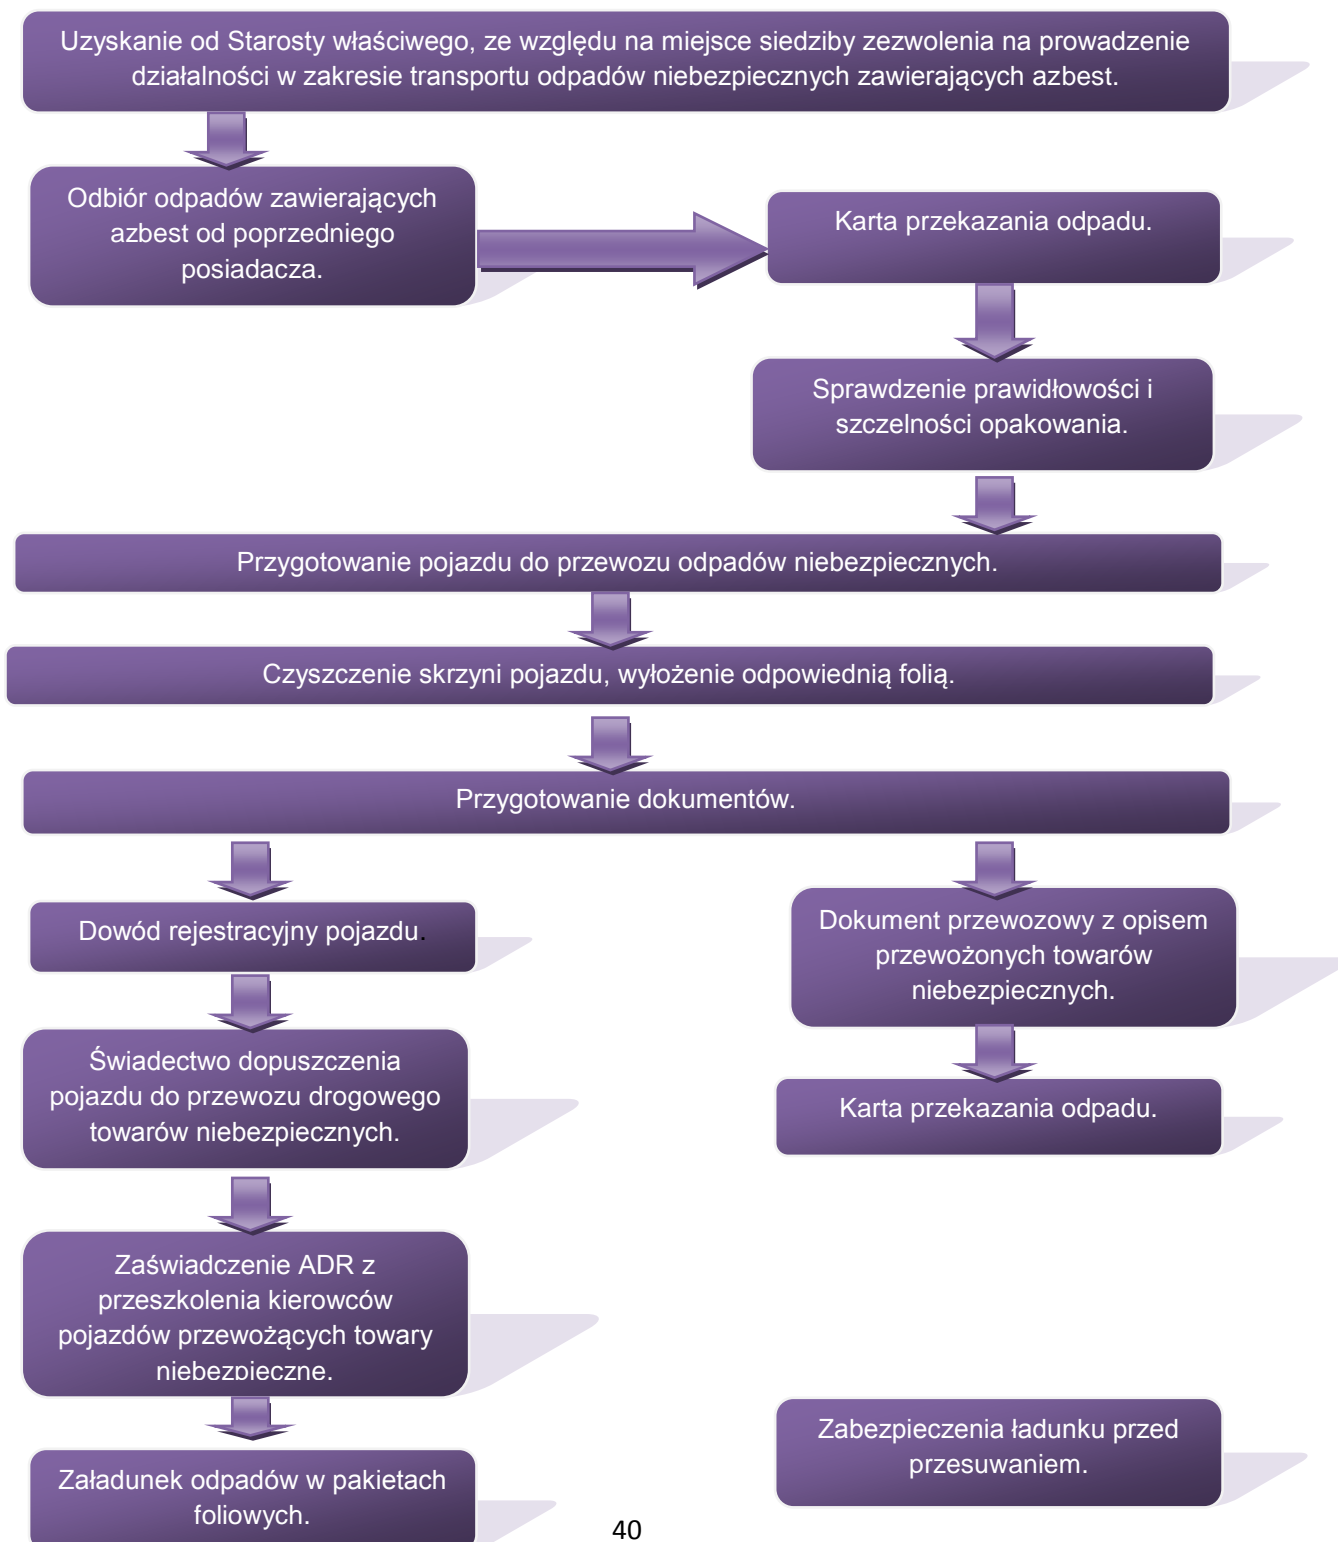 Uzyskanie od Starosty właściwego, ze względu na miejsce siedziby zezwolenia na prowadzenie
działalności w zakresie transportu odpadów niebezpiecznych zawierających azbest.
Odbiór odpadów zawierających
azbest od poprzedniego
posiadacza.
Karta przekazania odpadu.
Sprawdzenie prawidłowości i
szczelności opakowania.
Przygotowanie pojazdu do przewozu odpadów niebezpiecznych.
Czyszczenie skrzyni pojazdu, wyłożenie odpowiednią folią.
Przygotowanie dokumentów.
Dowód rejestracyjny pojazdu.
Świadectwo dopuszczenia
pojazdu do przewozu drogowego
towarów niebezpiecznych.
Zaświadczenie ADR z
przeszkolenia kierowców
pojazdów przewożących towary
niebezpieczne.
Załadunek odpadów w pakietach
foliowych.
Dokument przewozowy z opisem
przewożonych towarów
niebezpiecznych.
Karta przekazania odpadu.
Zabezpieczenia ładunku przed
przesuwaniem.
40